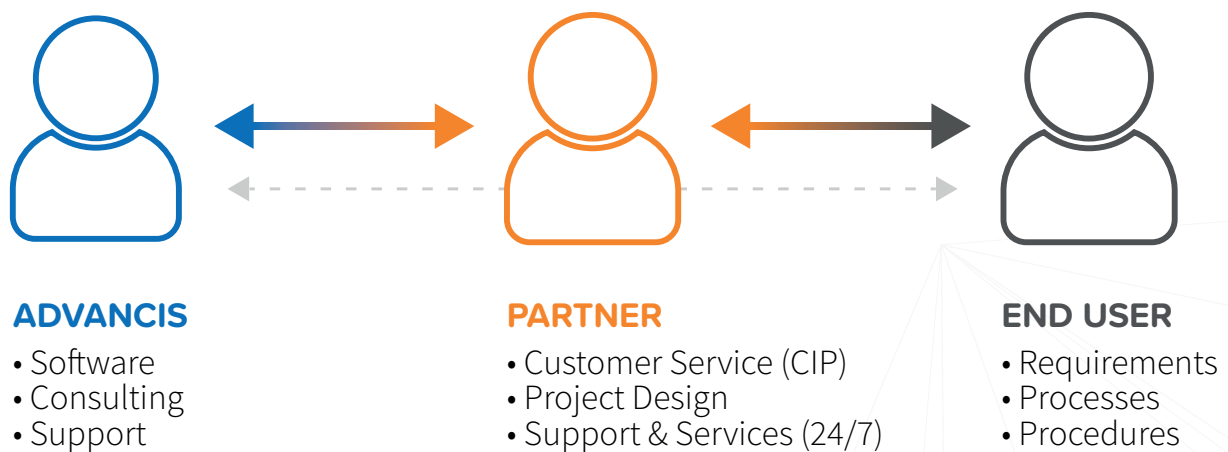 ADVANCIS
• Software
• Consulting
• Support
PARTNER
• Customer Service (CIP)
• Project Design
• Support & Services (24/7)
END USER
• Requirements
• Processes
• Procedures